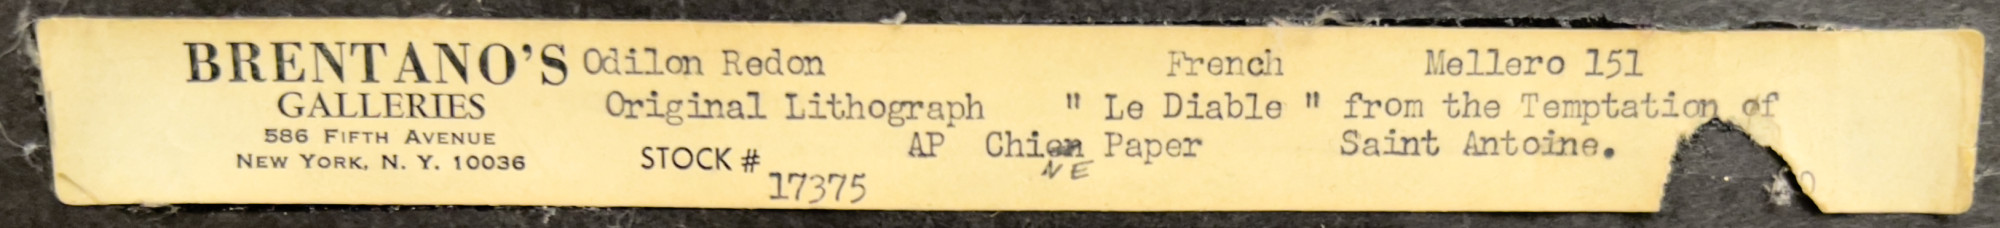 BRENTANO'S
GALLERIES
586 FIFTH AVENUE
NEW YORK, N. Y. 10036
Odilon Redon French Mellero 151
Original Lithograph " Le Diable " from the Temptation of
AP Chien Paper Saint Antoine.
NE
STOCK #
17375